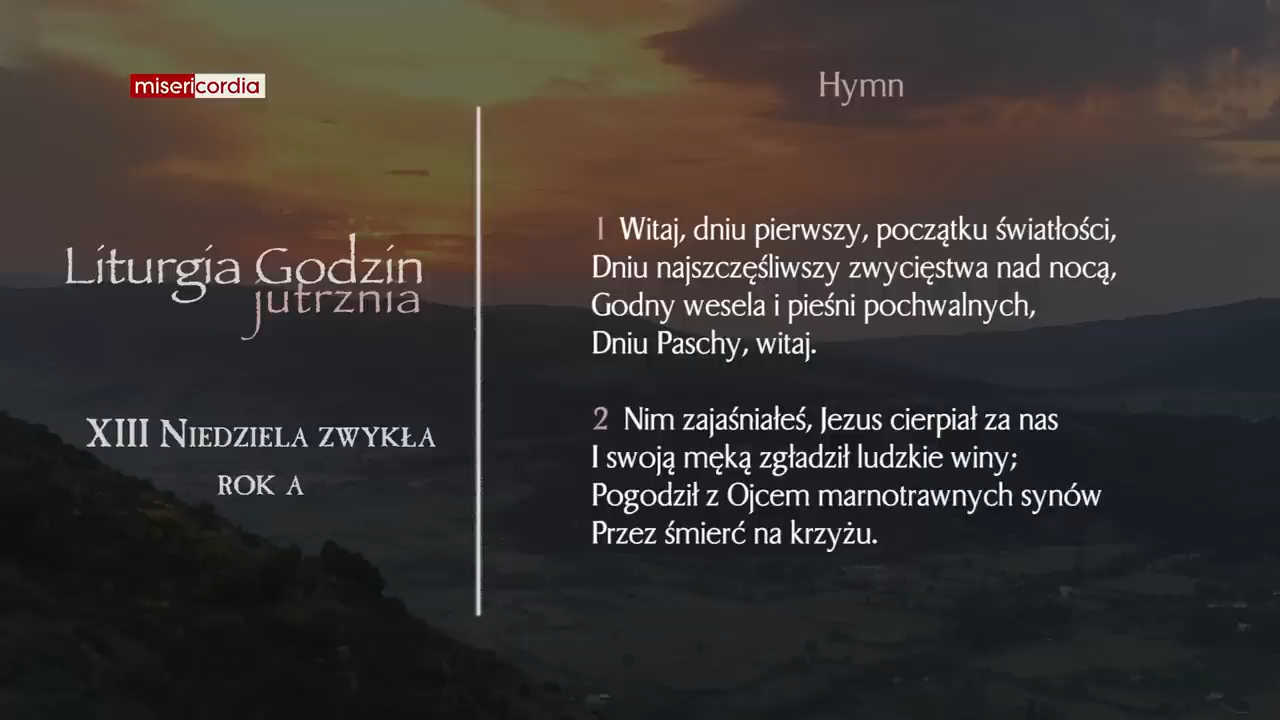 misericordia
Liturgia Godzin
jutrznia
XIII Niedziela zwykła
rok A
Hymn
1 Witaj, dniu pierwszy, początku światłości,
Dniu najszczęśliwszy zwycięstwa nad nocą,
Godny wesela i pieśni pochwalnych,
Dniu Paschy, witaj.
2 Nim zajaśniałeś, Jezus cierpiał za nas
I swoją męką zgładził ludzkie winy;
Pogodził z Ojcem marnotrawnych synów
Przez śmierć na krzyżu.